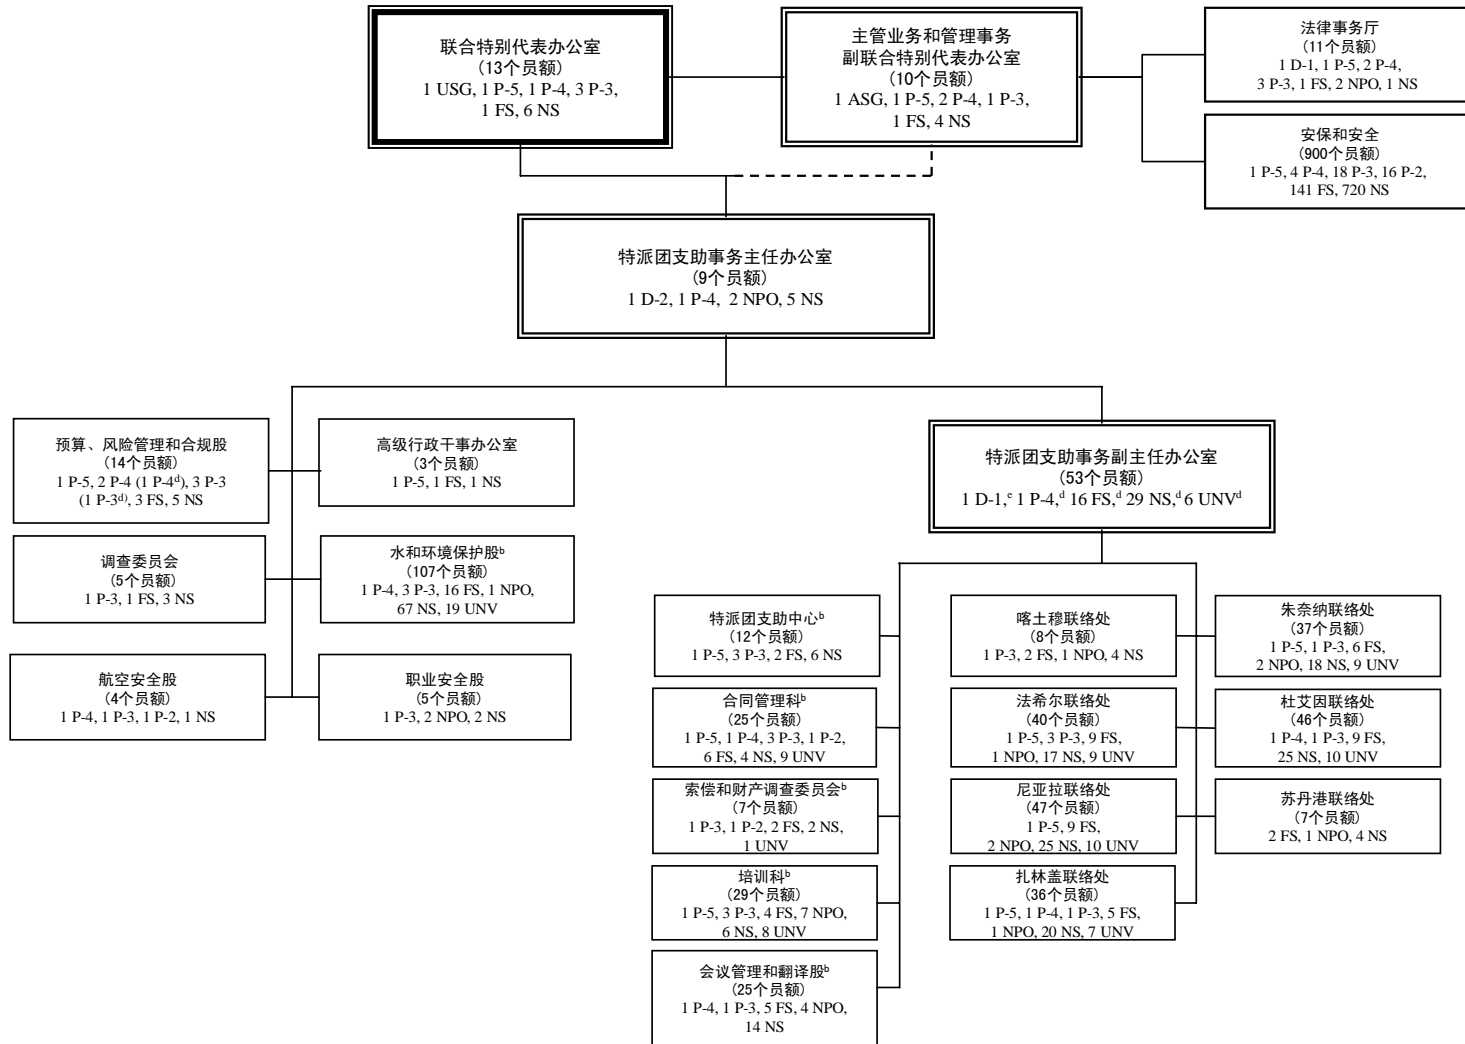 联合特别代表办公室
(13个员额)
1 USG, 1 P-5, 1 P-4, 3 P-3,
1 FS, 6 NS
主管业务和管理事务
副联合特别代表办公室
(10个员额)
1 ASG, 1 P-5, 2 P-4, 1 P-3,
1 FS, 4 NS
法律事务厅
(11个员额)
1 D-1, 1 P-5, 2 P-4,
3 P-3, 1 FS, 2 NPO, 1 NS
安保和安全
(900个员额)
1 P-5, 4 P-4, 18 P-3, 16 P-2,
141 FS, 720 NS
特派团支助事务主任办公室
(9个员额)
1 D-2, 1 P-4, 2 NPO, 5 NS
预算、风险管理和合规股
(14个员额)
1 P-5, 2 P-4 (1 P-4ᵈ), 3 P-3
(1 P-3ᵈ), 3 FS, 5 NS
高级行政干事办公室
(3个员额)
1 P-5, 1 FS, 1 NS
调查委员会
(5个员额)
1 P-3, 1 FS, 3 NS
水和环境保护股ᵇ
(107个员额)
1 P-4, 3 P-3, 16 FS, 1 NPO,
67 NS, 19 UNV
航空安全股
(4个员额)
1 P-4, 1 P-3, 1 P-2, 1 NS
职业安全股
(5个员额)
1 P-3, 2 NPO, 2 NS
特派团支助事务副主任办公室
(53个员额)
1 D-1,ᵉ 1 P-4,ᵈ 16 FS,ᵈ 29 NS,ᵈ 6 UNVᵈ
特派团支助中心ᵇ
(12个员额)
1 P-5, 3 P-3, 2 FS, 6 NS
合同管理科ᵇ
(25个员额)
1 P-5, 1 P-4, 3 P-3, 1 P-2,
6 FS, 4 NS, 9 UNV
索偿和财产调查委员会ᵇ
(7个员额)
1 P-3, 1 P-2, 2 FS, 2 NS,
1 UNV
培训科ᵇ
(29个员额)
1 P-5, 3 P-3, 4 FS, 7 NPO,
6 NS, 8 UNV
会议管理和翻译股ᵇ
(25个员额)
1 P-4, 1 P-3, 5 FS, 4 NPO,
14 NS
喀土穆联络处
(8个员额)
1 P-3, 2 FS, 1 NPO, 4 NS
法希尔联络处
(40个员额)
1 P-5, 3 P-3, 9 FS,
1 NPO, 17 NS, 9 UNV
尼亚拉联络处
(47个员额)
1 P-5, 9 FS,
2 NPO, 25 NS, 10 UNV
扎林盖联络处
(36个员额)
1 P-5, 1 P-4, 1 P-3, 5 FS,
1 NPO, 20 NS, 7 UNV
朱奈纳联络处
(37个员额)
1 P-5, 1 P-3, 6 FS,
2 NPO, 18 NS, 9 UNV
杜艾因联络处
(46个员额)
1 P-4, 1 P-3, 9 FS,
25 NS, 10 UNV
苏丹港联络处
(7个员额)
2 FS, 1 NPO, 4 NS